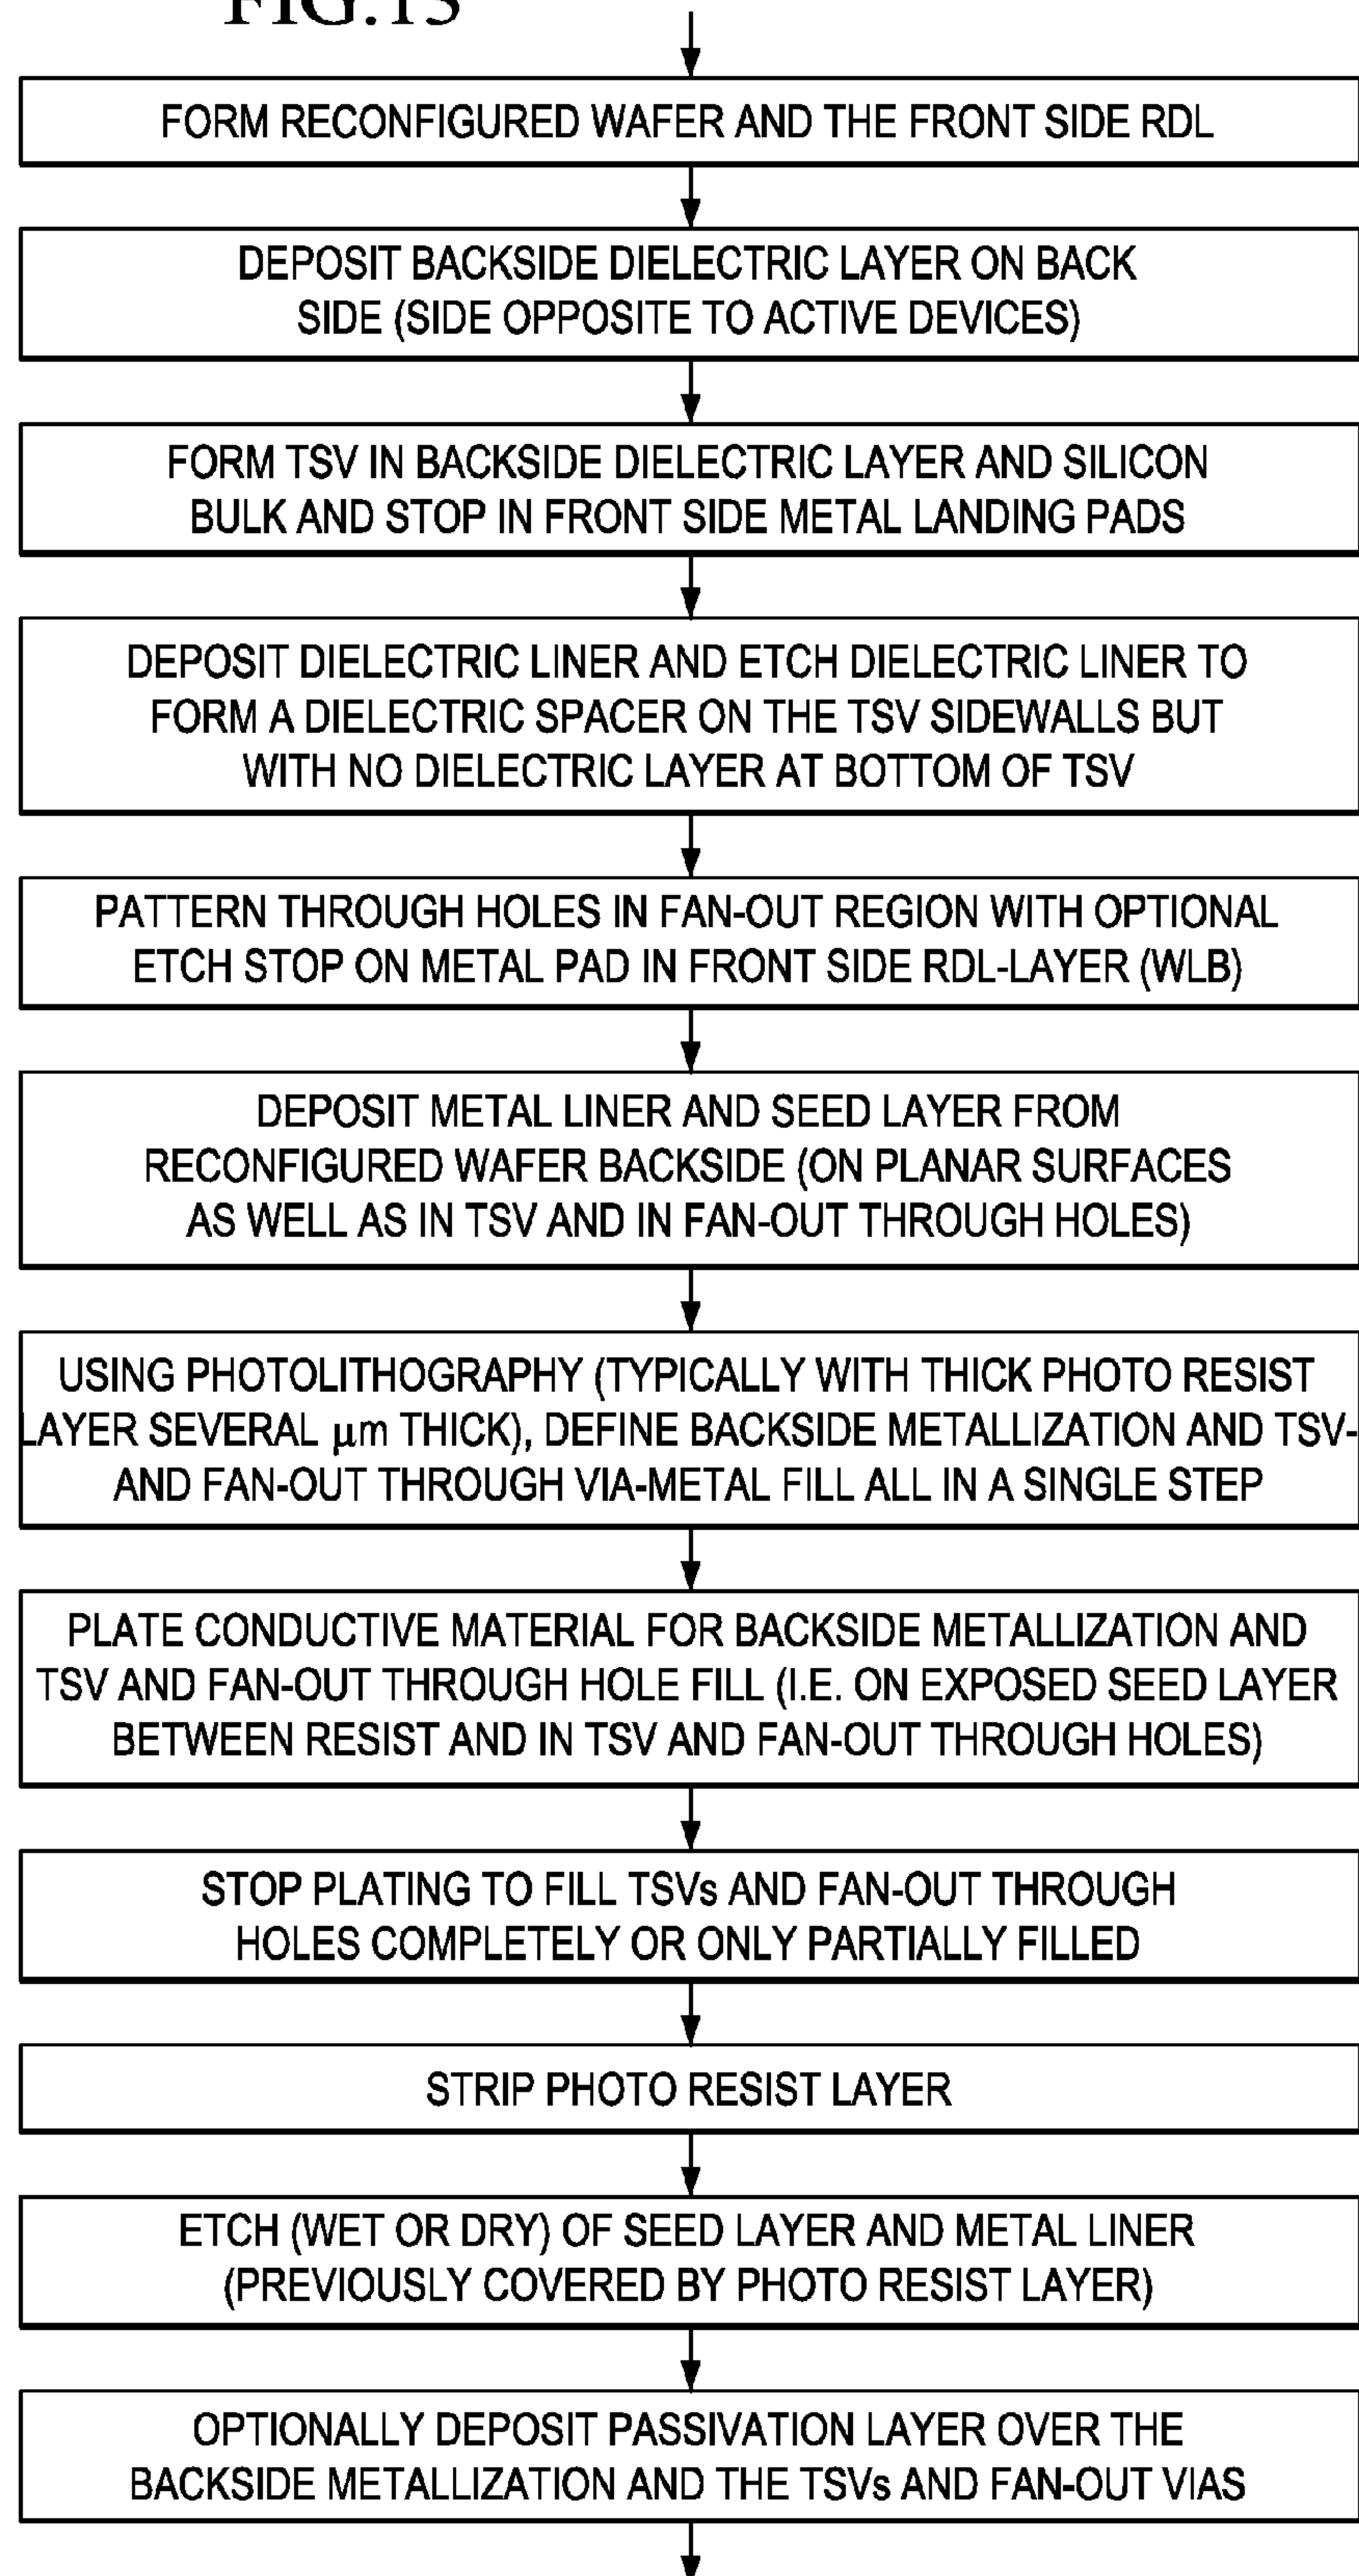 FIG.13
FORM RECONFIGURED WAFER AND THE FRONT SIDE RDL
DEPOSIT BACKSIDE DIELECTRIC LAYER ON BACK
SIDE (SIDE OPPOSITE TO ACTIVE DEVICES)
FORM TSV IN BACKSIDE DIELECTRIC LAYER AND SILICON
BULK AND STOP IN FRONT SIDE METAL LANDING PADS
DEPOSIT DIELECTRIC LINER AND ETCH DIELECTRIC LINER TO
FORM A DIELECTRIC SPACER ON THE TSV SIDEWALLS BUT
WITH NO DIELECTRIC LAYER AT BOTTOM OF TSV
PATTERN THROUGH HOLES IN FAN-OUT REGION WITH OPTIONAL
ETCH STOP ON METAL PAD IN FRONT SIDE RDL-LAYER (WLB)
DEPOSIT METAL LINER AND SEED LAYER FROM
RECONFIGURED WAFER BACKSIDE (ON PLANAR SURFACES
AS WELL AS IN TSV AND IN FAN-OUT THROUGH HOLES)
USING PHOTOLITHOGRAPHY (TYPICALLY WITH THICK PHOTO RESIST
LAYER SEVERAL μm THICK), DEFINE BACKSIDE METALLIZATION AND TSV-
AND FAN-OUT THROUGH VIA-METAL FILL ALL IN A SINGLE STEP
PLATE CONDUCTIVE MATERIAL FOR BACKSIDE METALLIZATION AND
TSV AND FAN-OUT THROUGH HOLE FILL (I.E. ON EXPOSED SEED LAYER
BETWEEN RESIST AND IN TSV AND FAN-OUT THROUGH HOLES)
STOP PLATING TO FILL TSVs AND FAN-OUT THROUGH
HOLES COMPLETELY OR ONLY PARTIALLY FILLED
STRIP PHOTO RESIST LAYER
ETCH (WET OR DRY) OF SEED LAYER AND METAL LINER
(PREVIOUSLY COVERED BY PHOTO RESIST LAYER)
OPTIONALLY DEPOSIT PASSIVATION LAYER OVER THE
BACKSIDE METALLIZATION AND THE TSVs AND FAN-OUT VIAS